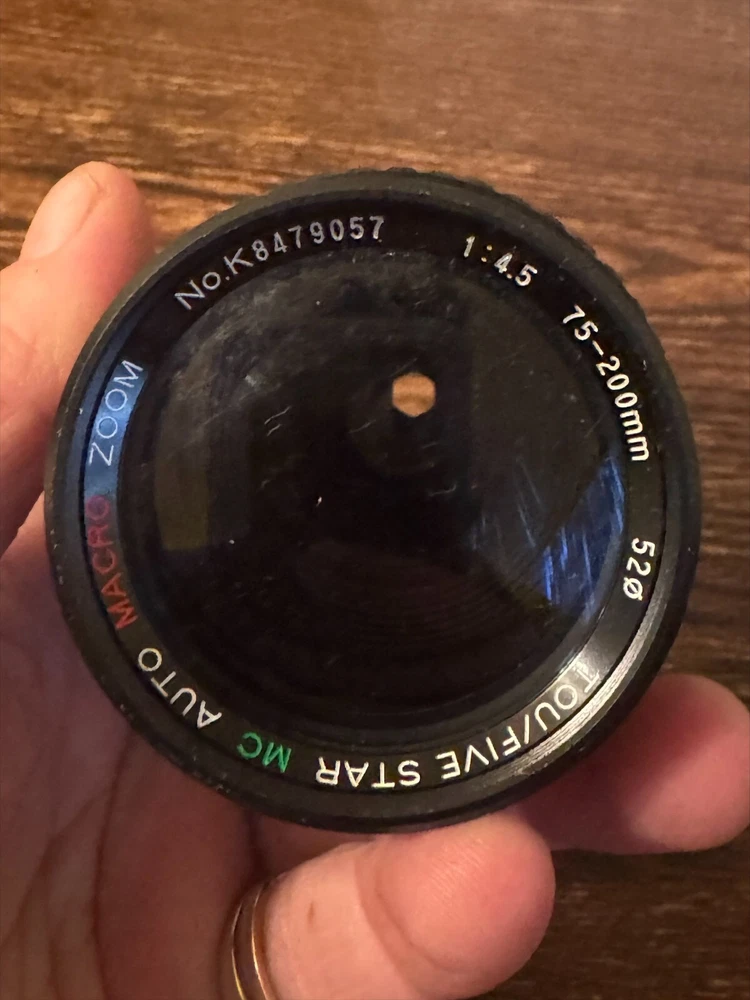 TOU/FIVE STAR MC AUTO MACRO ZOOM
No.K8479057
1:4.5 75-200mm 52ø